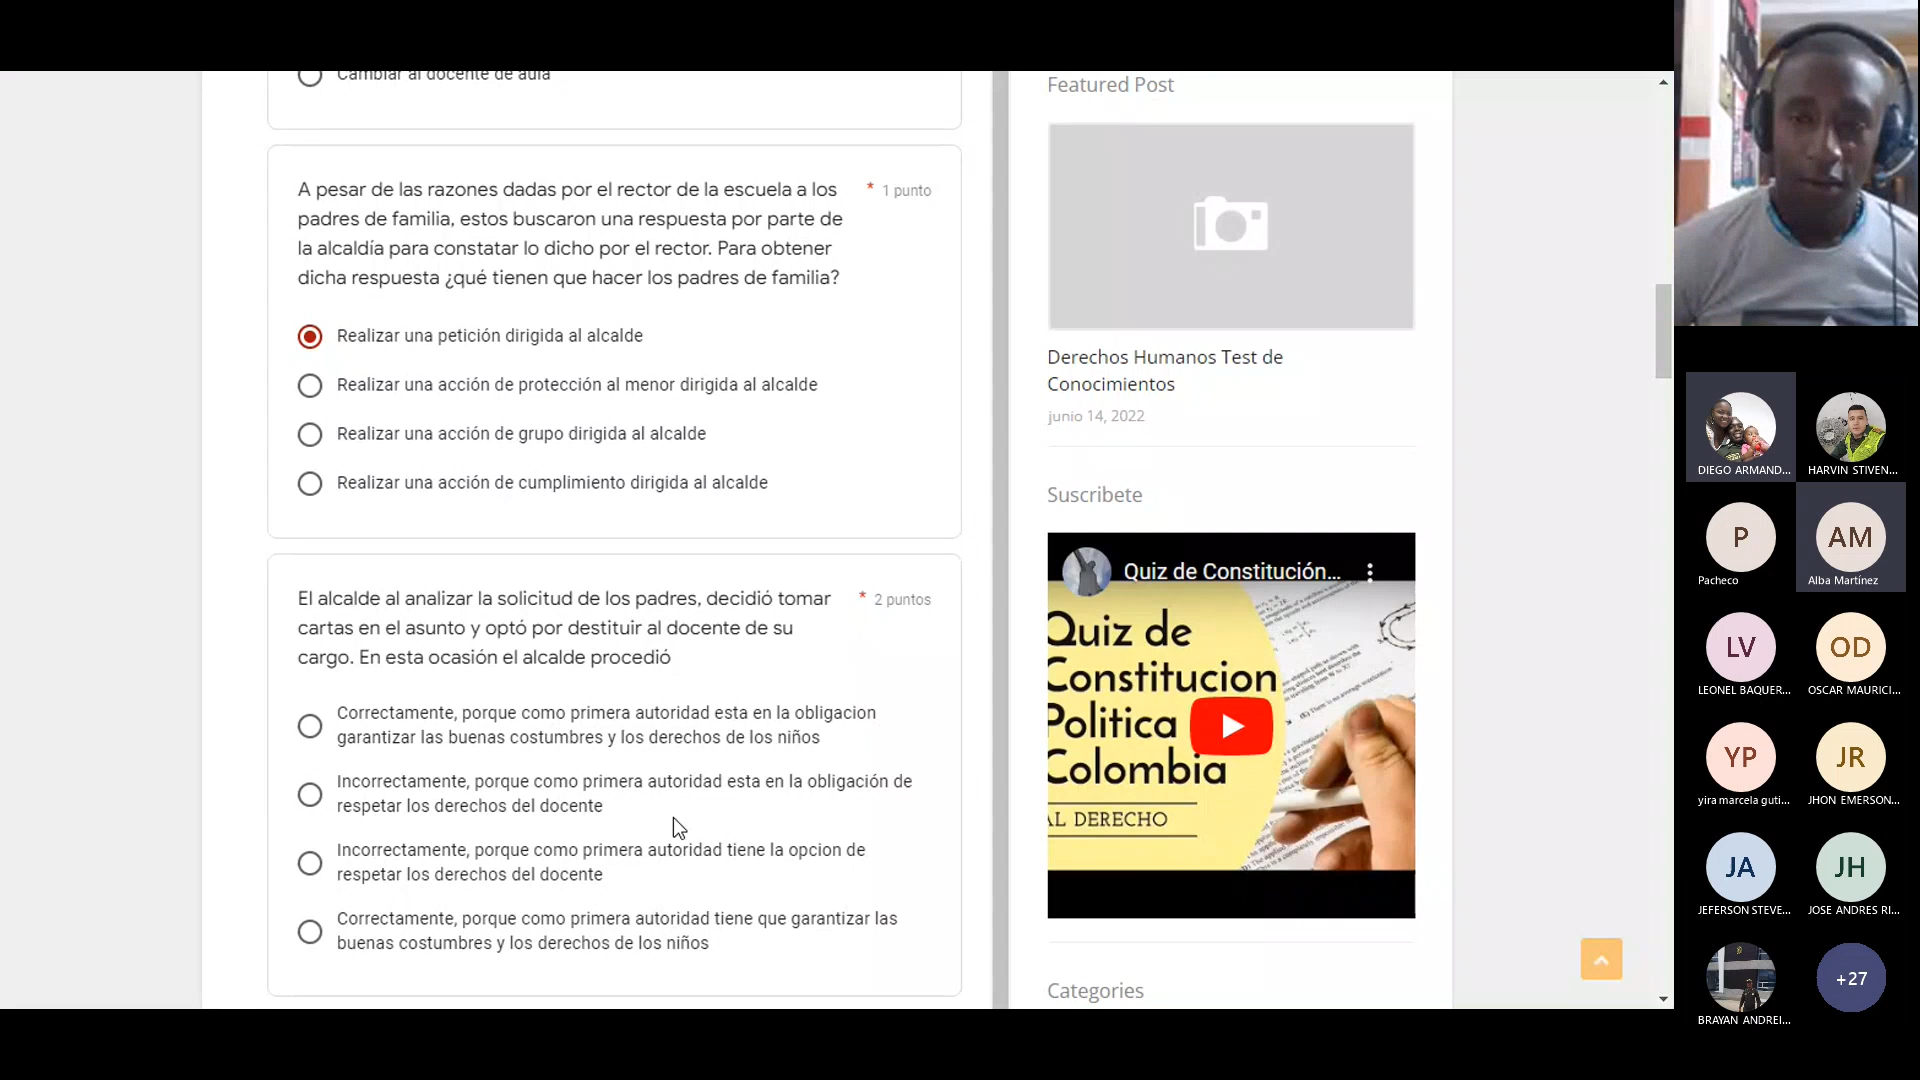 Cambiar al docente de aula
A pesar de las razones dadas por el rector de la escuela a los
padres de familia, estos buscaron una respuesta por parte de
la alcaldía para constatar lo dicho por el rector. Para obtener
dicha respuesta ¿qué tienen que hacer los padres de familia?
* 1 punto
Realizar una petición dirigida al alcalde
Realizar una acción de protección al menor dirigida al alcalde
Realizar una acción de grupo dirigida al alcalde
Realizar una acción de cumplimiento dirigida al alcalde
El alcalde al analizar la solicitud de los padres, decidió tomar
cartas en el asunto y optó por destituir al docente de su
cargo. En esta ocasión el alcalde procedió
* 2 puntos
Correctamente, porque como primera autoridad esta en la obligacion
garantizar las buenas costumbres y los derechos de los niños
Incorrectamente, porque como primera autoridad esta en la obligación de
respetar los derechos del docente
Incorrectamente, porque como primera autoridad tiene la opcion de
respetar los derechos del docente
Correctamente, porque como primera autoridad tiene que garantizar las
buenas costumbres y los derechos de los niños
Featured Post
Derechos Humanos Test de
Conocimientos
junio 14, 2022
Suscribete
Quiz de Constitución...
Quiz de
Constitucion
Politica
Colombia
AL DERECHO
Categories
DIEGO ARMAND...
HARVIN STIVEN...
P
Pacheco
AM
Alba Martínez
LV
LEONEL BAQUER...
OD
OSCAR MAURICI...
YP
yira marcela guti...
JR
JHON EMERSON...
JA
JEFERSON STEVE...
JH
JOSE ANDRES RI...
BRAYAN ANDREI...
+27